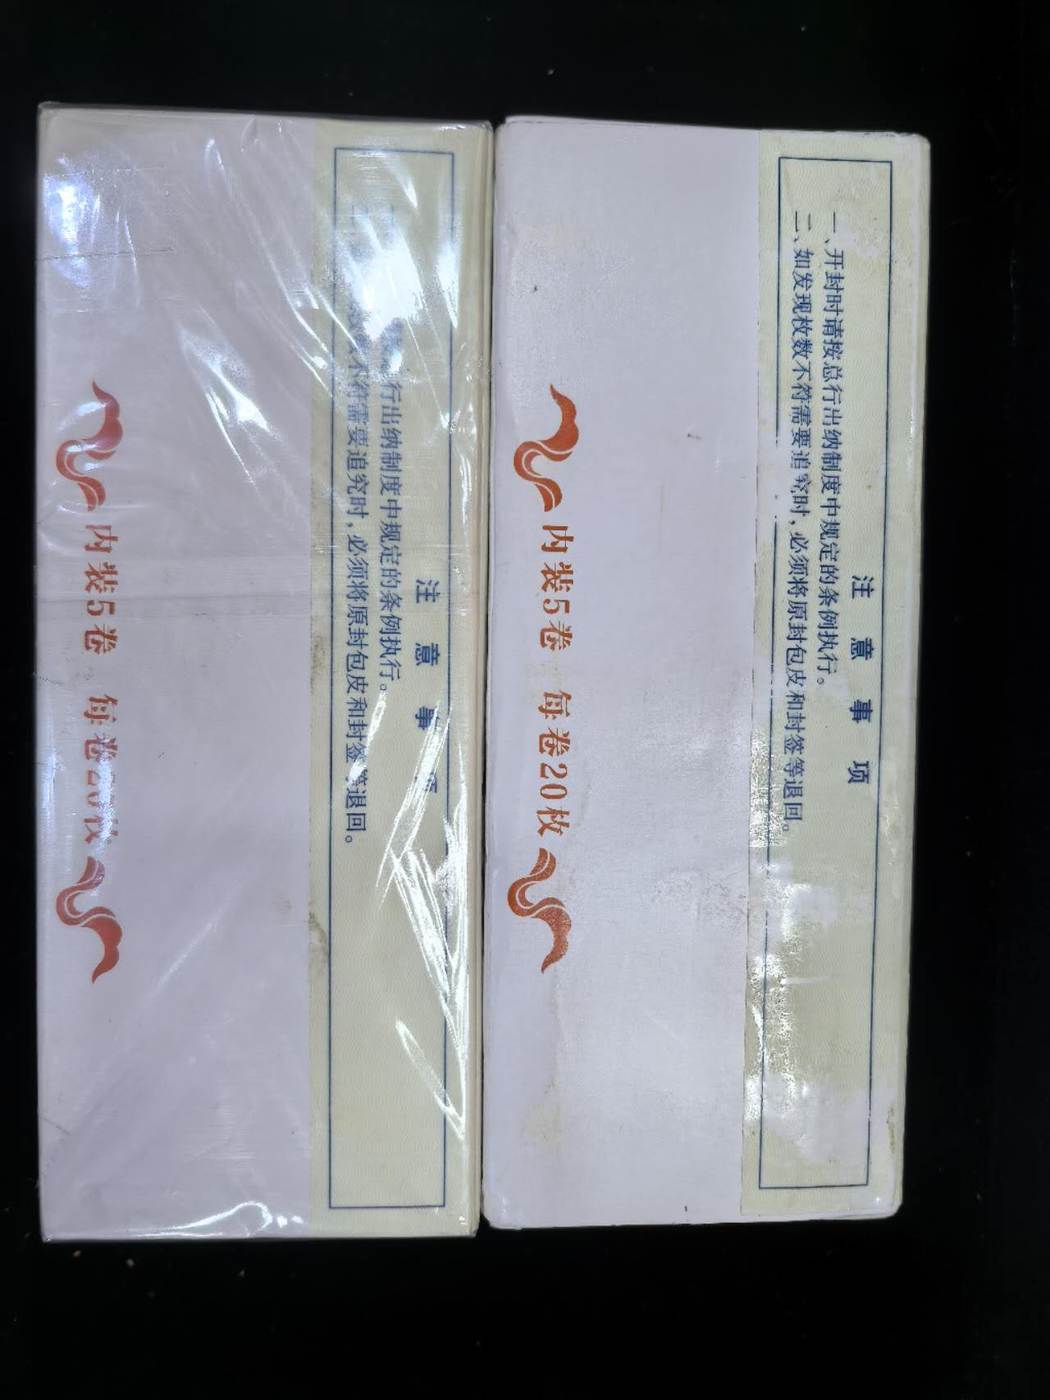 注意事
行出纳制度中规定的条例执行。
不符需要追究时，必须将原封包皮和封签等退回。
内装5卷 每卷20枚
注意事项
一、开封时请按总行出纳制度中规定的条例执行。
二、如发现枚数不符需要追究时，必须将原封包皮和封签等退回。
内装5卷 每卷20枚